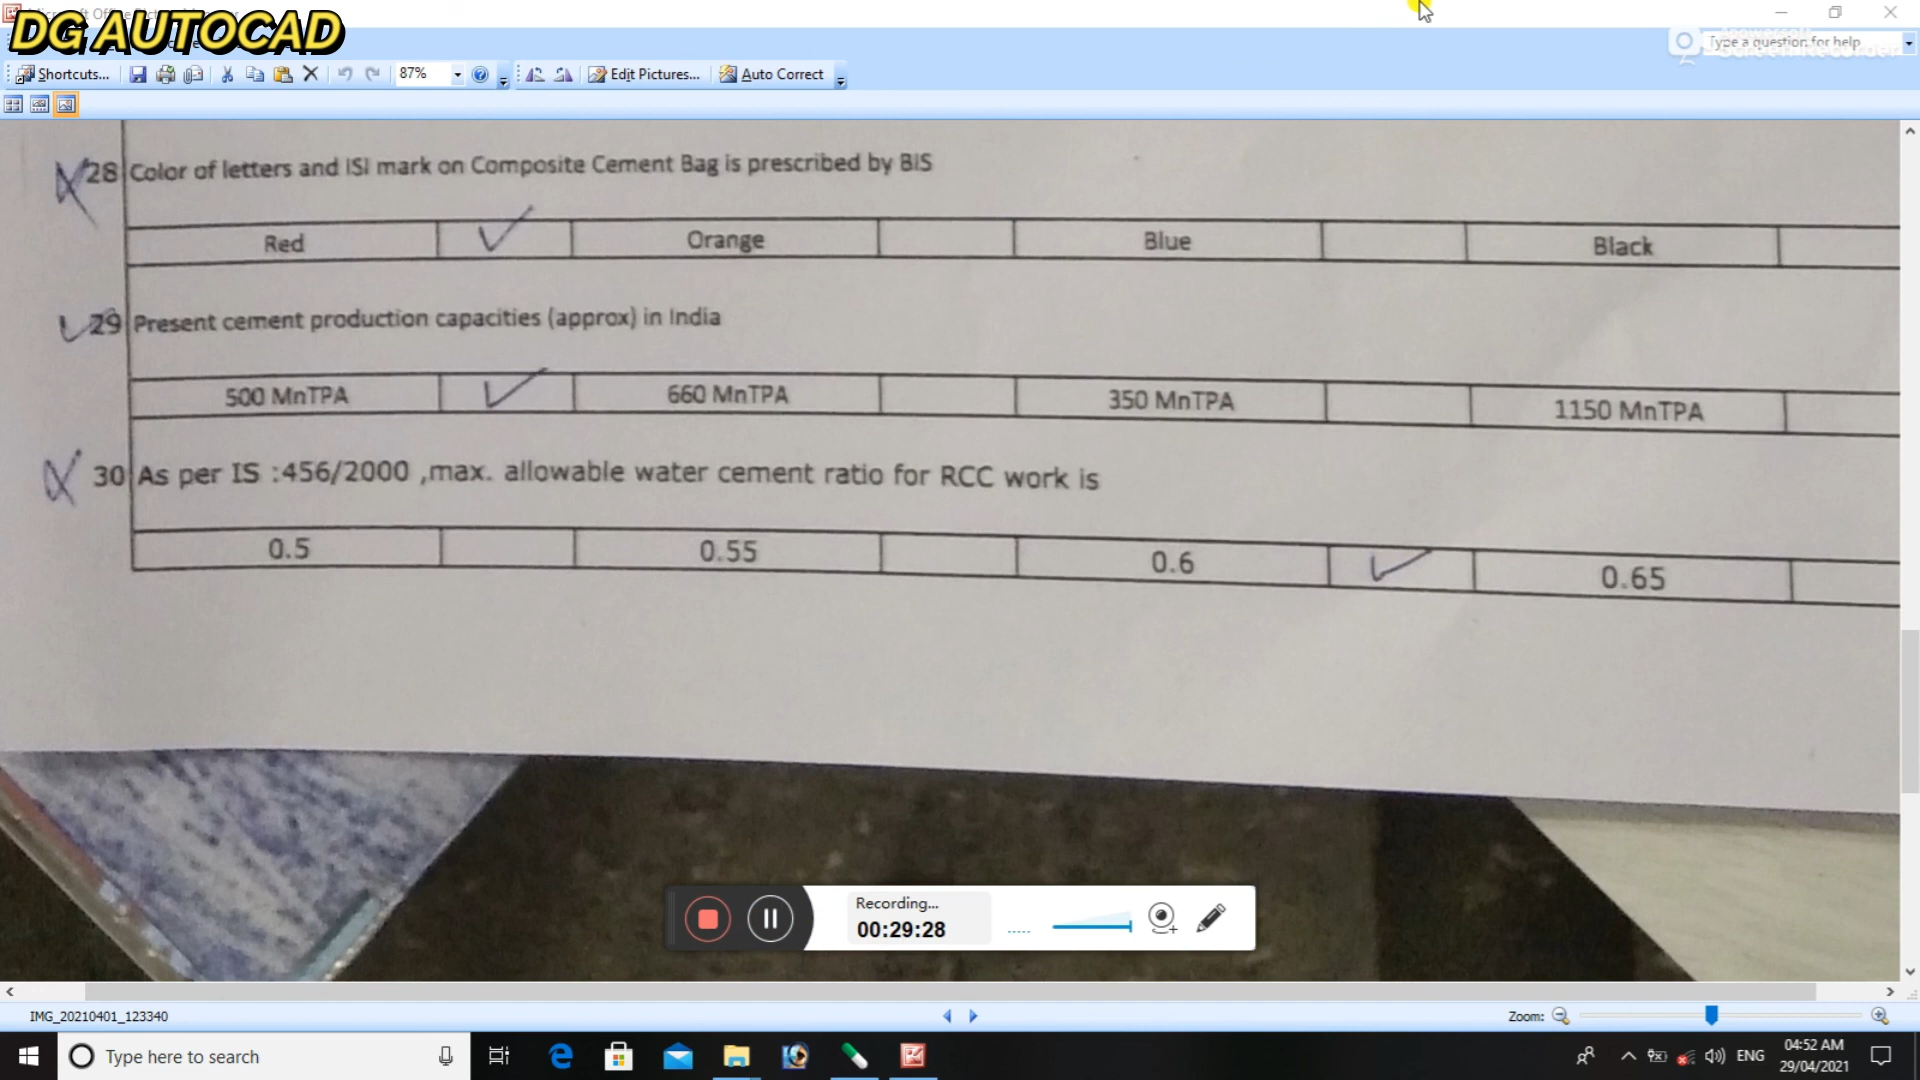 DG AUTOCAD
Type a question for help
Shortcuts...
87%
Edit Pictures...
Auto Correct
28 Color of letters and ISI mark on Composite Cement Bag is prescribed by BIS
Red Orange Blue Black
29 Present cement production capacities (approx) in India
500 MnTPA 660 MnTPA 350 MnTPA 1150 MnTPA
30 As per IS :456/2000 ,max. allowable water cement ratio for RCC work is
0.5 0.55 0.6 0.65
Recording...
00:29:28
IMG_20210401_123340
Zoom:
Type here to search
ENG
04:52 AM
29/04/2021